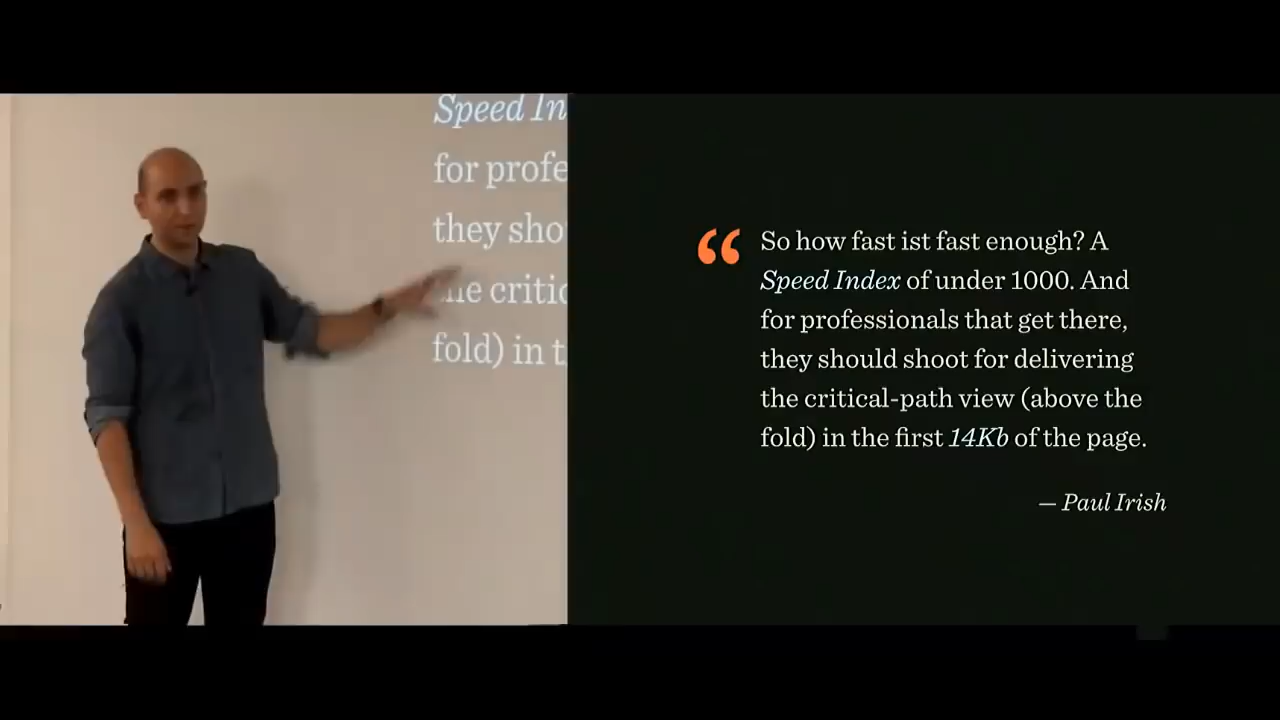 Speed In
for profe
they sho
the critic
fold) in t
“
So how fast ist fast enough? A
Speed Index of under 1000. And
for professionals that get there,
they should shoot for delivering
the critical-path view (above the
fold) in the first 14Kb of the page.
— Paul Irish